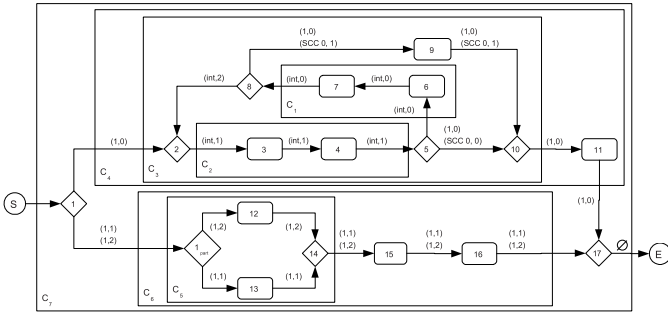 (1,0)
(SCC 0, 1)
9
(1,0)
(SCC 0, 1)
(int,2)
8
(int,0)
7
(int,0)
6
C1
(int,0)
(1,0)
(1,0)
(SCC 0, 0)
2
(int,1)
3
(int,1)
4
(int,1)
5
10
(1,0)
11
C2
C3
C4
S
1
(1,0)
(1,1)
(1,2)
(1,2)
12
(1,2)
1 part
14
(1,1)
(1,2)
15
(1,1)
(1,2)
16
(1,1)
(1,2)
17
∅
E
(1,1)
13
(1,1)
C5
C6
C7